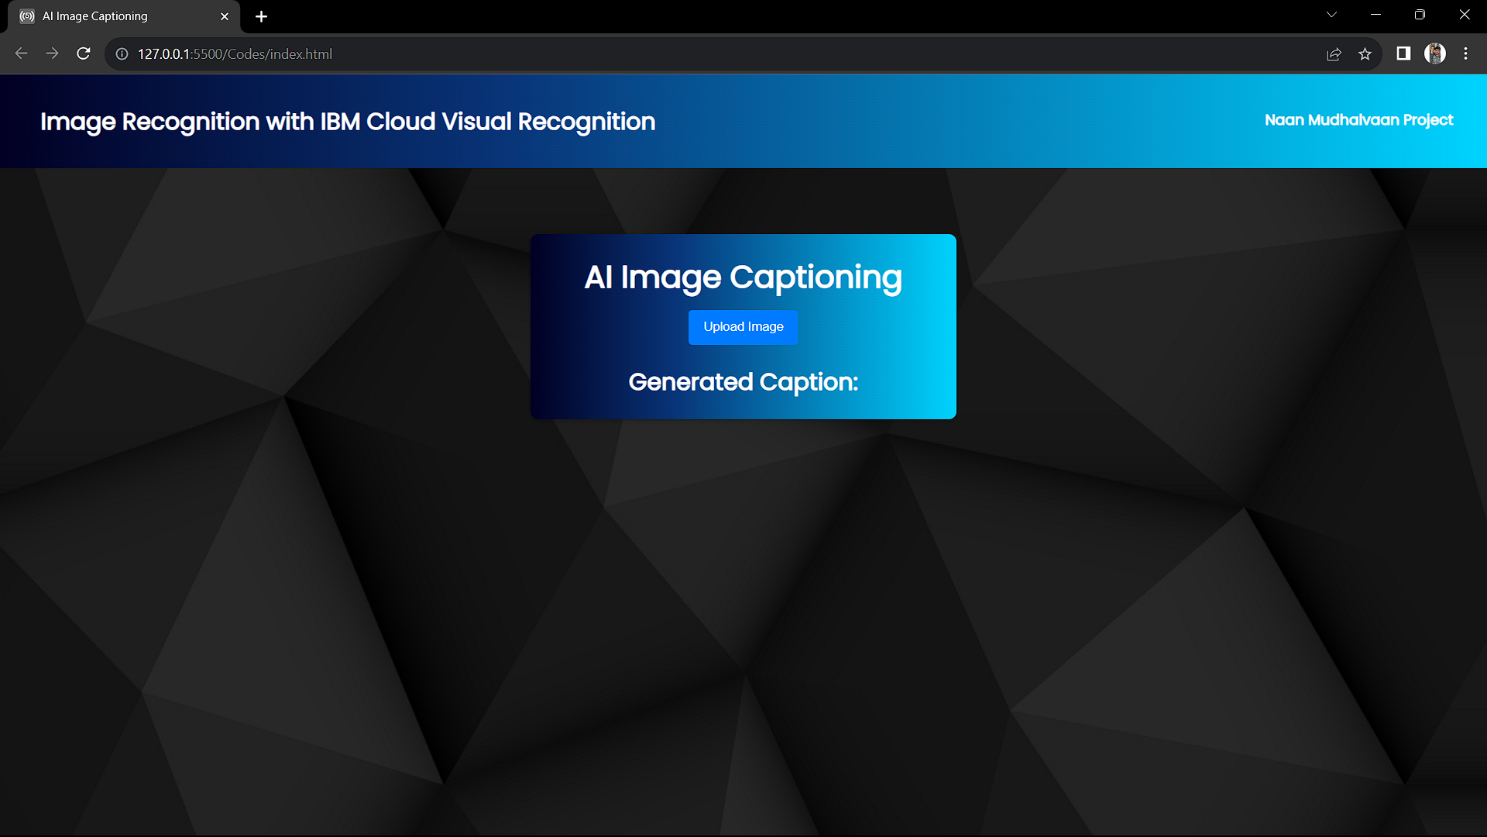 AI Image Captioning
127.0.0.1:5500/Codes/index.html
Image Recognition with IBM Cloud Visual Recognition
Naan Mudhalvaan Project
AI Image Captioning
Upload Image
Generated Caption: